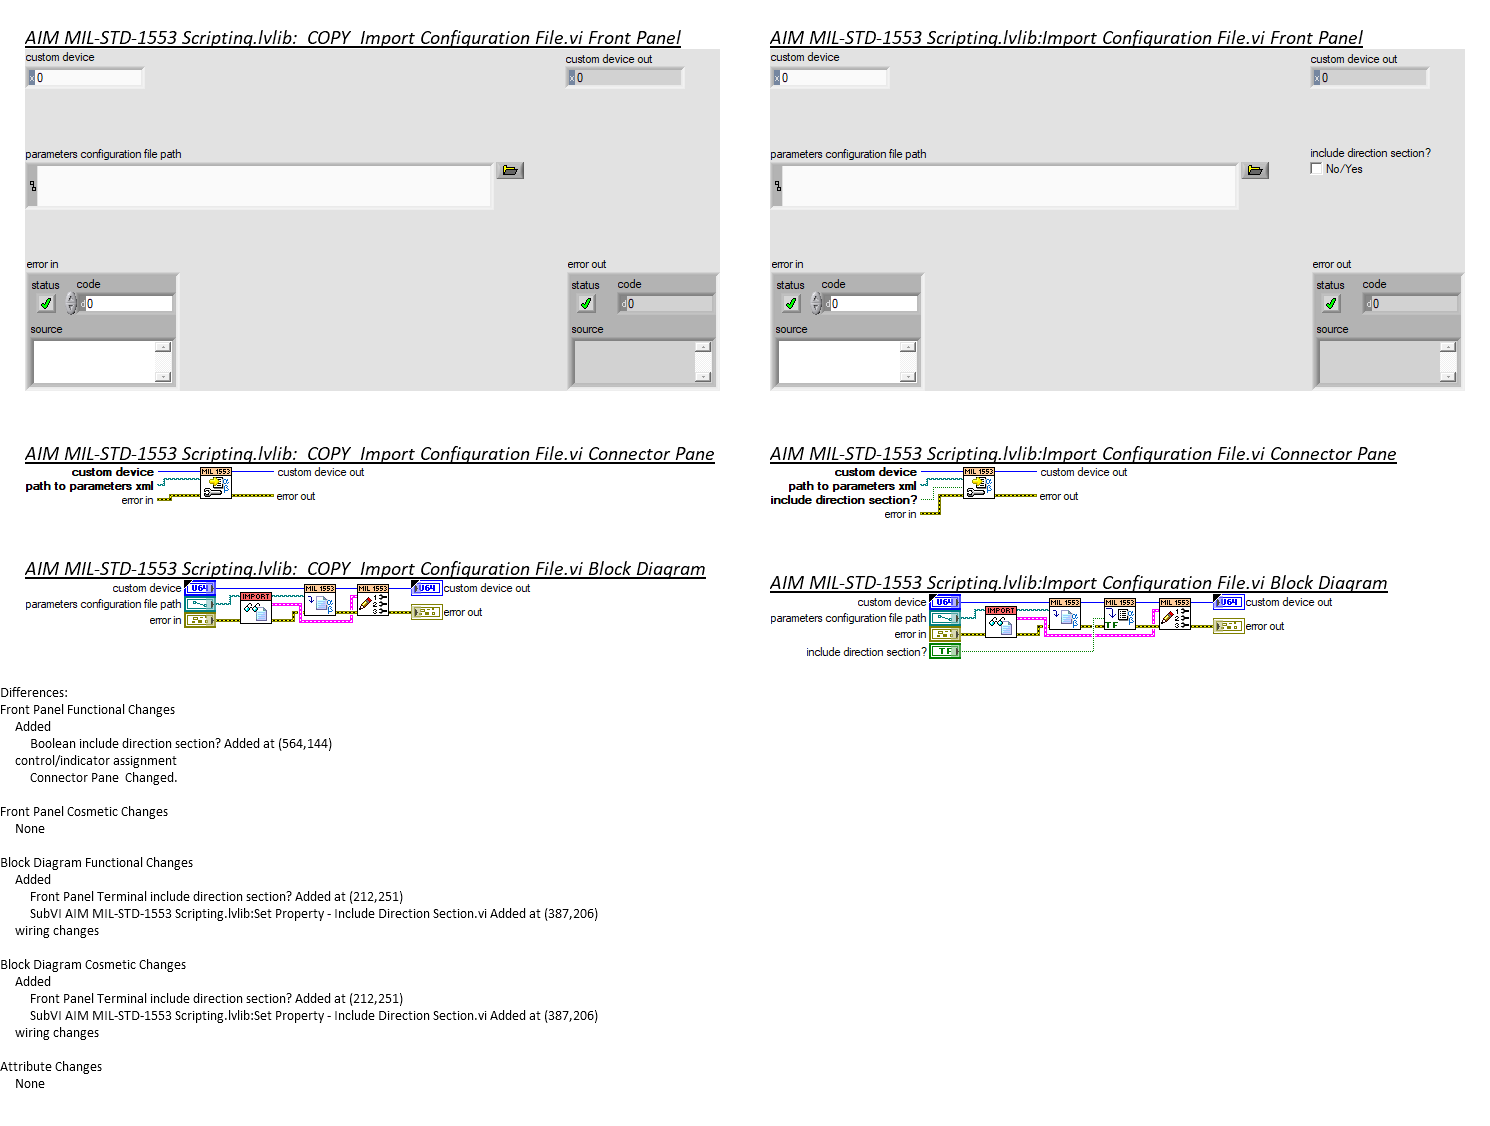 AIM MIL-STD-1553 Scripting.lvlib:_COPY_Import Configuration File.vi Front Panel
custom device
x 0
custom device out
x 0
parameters configuration file path
error in
status code
d 0
source
error out
status code
d 0
source
AIM MIL-STD-1553 Scripting.lvlib:Import Configuration File.vi Front Panel
custom device
x 0
custom device out
x 0
parameters configuration file path
include direction section?
No/Yes
error in
status code
d 0
source
error out
status code
d 0
source
AIM MIL-STD-1553 Scripting.lvlib:_COPY_Import Configuration File.vi Connector Pane
custom device
MIL 1553
custom device out
path to parameters xml
error in
error out
AIM MIL-STD-1553 Scripting.lvlib:Import Configuration File.vi Connector Pane
custom device
MIL 1553
custom device out
path to parameters xml
include direction section?
error out
error in
AIM MIL-STD-1553 Scripting.lvlib:_COPY_Import Configuration File.vi Block Diagram
custom device U64 MIL 1553 MIL 1553 U64 custom device out
parameters configuration file path IMPORT
error in
error out
AIM MIL-STD-1553 Scripting.lvlib:Import Configuration File.vi Block Diagram
custom device U64 MIL 1553 MIL 1553 MIL 1553 U64 custom device out
parameters configuration file path IMPORT TF
error in
error out
include direction section? TF
Differences:
Front Panel Functional Changes
Added
Boolean include direction section? Added at (564,144)
control/indicator assignment
Connector Pane  Changed.
Front Panel Cosmetic Changes
None
Block Diagram Functional Changes
Added
Front Panel Terminal include direction section? Added at (212,251)
SubVI AIM MIL-STD-1553 Scripting.lvlib:Set Property - Include Direction Section.vi Added at (387,206)
wiring changes
Block Diagram Cosmetic Changes
Added
Front Panel Terminal include direction section? Added at (212,251)
SubVI AIM MIL-STD-1553 Scripting.lvlib:Set Property - Include Direction Section.vi Added at (387,206)
wiring changes
Attribute Changes
None